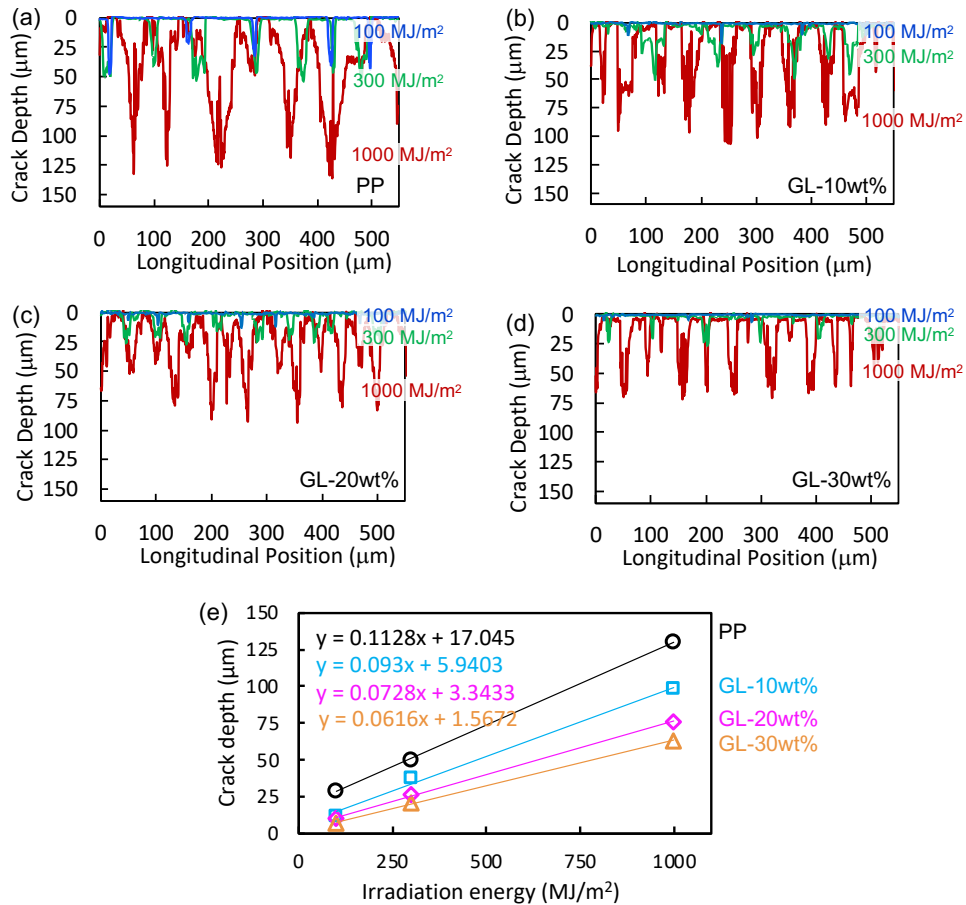 (a)
Crack Depth (μm)
0
25
50
75
100
125
150
100 MJ/m²
300 MJ/m²
1000 MJ/m²
PP
0 100 200 300 400 500
Longitudinal Position (μm)
(b)
Crack Depth (μm)
0
25
50
75
100
125
150
100 MJ/m²
300 MJ/m²
1000 MJ/m²
GL-10wt%
0 100 200 300 400 500
Longitudinal Position (μm)
(c)
Crack Depth (μm)
0
25
50
75
100
125
150
100 MJ/m²
300 MJ/m²
1000 MJ/m²
GL-20wt%
0 100 200 300 400 500
Longitudinal Position (μm)
(d)
Crack Depth (μm)
0
25
50
75
100
125
150
100 MJ/m²
300 MJ/m²
1000 MJ/m²
GL-30wt%
0 100 200 300 400 500
Longitudinal Position (μm)
(e)
Crack depth (μm)
150
125
100
75
50
25
0
y = 0.1128x + 17.045
y = 0.093x + 5.9403
y = 0.0728x + 3.3433
y = 0.0616x + 1.5672
PP
GL-10wt%
GL-20wt%
GL-30wt%
0 250 500 750 1000
Irradiation energy (MJ/m²)